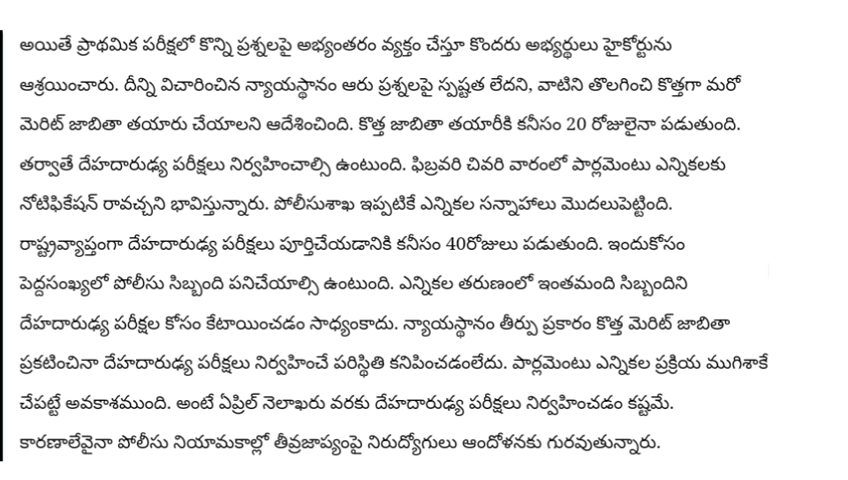 అయితే ప్రాథమిక పరీక్షలో కొన్ని ప్రశ్నలపై అభ్యంతరం వ్యక్తం చేస్తూ కొందరు అభ్యర్థులు హైకోర్టును
ఆశ్రయించారు. దీన్ని విచారించిన న్యాయస్థానం ఆరు ప్రశ్నలపై స్పష్టత లేదని, వాటిని తొలగించి కొత్తగా మరో
మెరిట్ జాబితా తయారు చేయాలని ఆదేశించింది. కొత్త జాబితా తయారీకి కనీసం 20 రోజులైనా పడుతుంది.
తర్వాతే దేహదారుఢ్య పరీక్షలు నిర్వహించాల్సి ఉంటుంది. ఫిబ్రవరి చివరి వారంలో పార్లమెంటు ఎన్నికలకు
నోటిఫికేషన్ రావచ్చని భావిస్తున్నారు. పోలీసుశాఖ ఇప్పటికే ఎన్నికల సన్నాహాలు మొదలుపెట్టింది.
రాష్ట్రవ్యాప్తంగా దేహదారుఢ్య పరీక్షలు పూర్తిచేయడానికి కనీసం 40రోజులు పడుతుంది. ఇందుకోసం
పెద్దసంఖ్యలో పోలీసు సిబ్బంది పనిచేయాల్సి ఉంటుంది. ఎన్నికల తరుణంలో ఇంతమంది సిబ్బందిని
దేహదారుఢ్య పరీక్షల కోసం కేటాయించడం సాధ్యంకాదు. న్యాయస్థానం తీర్పు ప్రకారం కొత్త మెరిట్ జాబితా
ప్రకటించినా దేహదారుఢ్య పరీక్షలు నిర్వహించే పరిస్థితి కనిపించడంలేదు. పార్లమెంటు ఎన్నికల ప్రక్రియ ముగిశాకే
చేపట్టే అవకాశముంది. అంటే ఏప్రిల్ నెలాఖరు వరకు దేహదారుఢ్య పరీక్షలు నిర్వహించడం కష్టమే.
కారణాలేవైనా పోలీసు నియామకాల్లో తీవ్రజాప్యంపై నిరుద్యోగులు ఆందోళనకు గురవుతున్నారు.